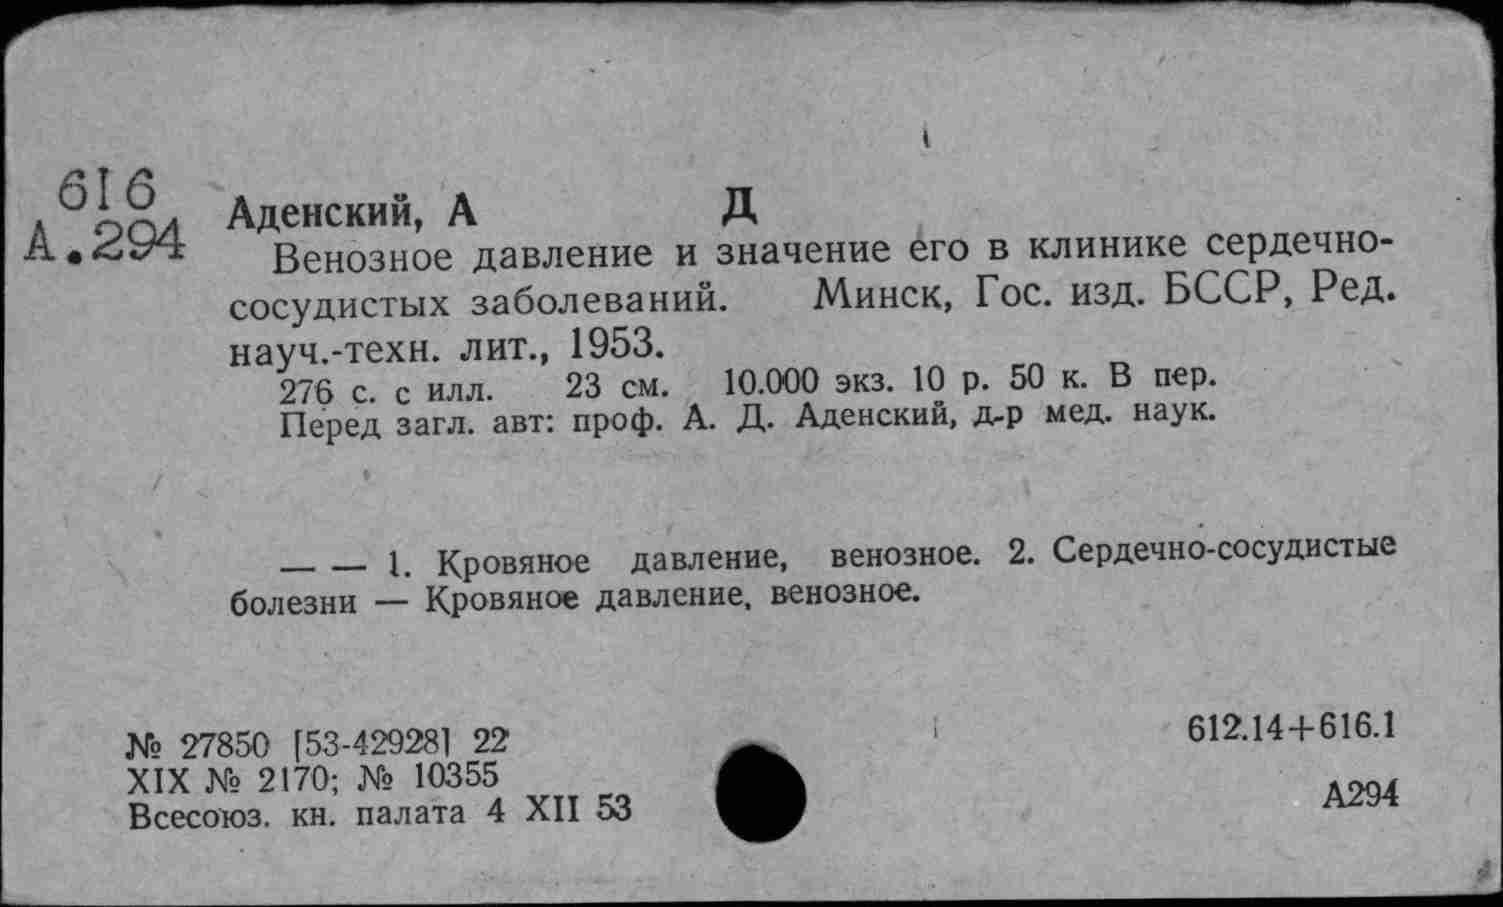 616
А.294
Аденский, А Д
Венозное давление и значение его в клинике сердечно-
сосудистых заболеваний. Минск, Гос. изд. БССР, Ред.
науч.-техн. лит., 1953.
276 с. с илл. 23 см. 10.000 экз. 10 р. 50 к. В пер.
Перед загл. авт: проф. А. Д. Аденский, д-р мед. наук.
— — 1. Кровяное давление, венозное. 2. Сердечно-сосудистые
болезни — Кровяное давление, венозное.
№ 27850 [53-42928] 22
XIX № 2170; № 10355
Всесоюз. кн. палата 4 XII 53
612.14+616.1
А294